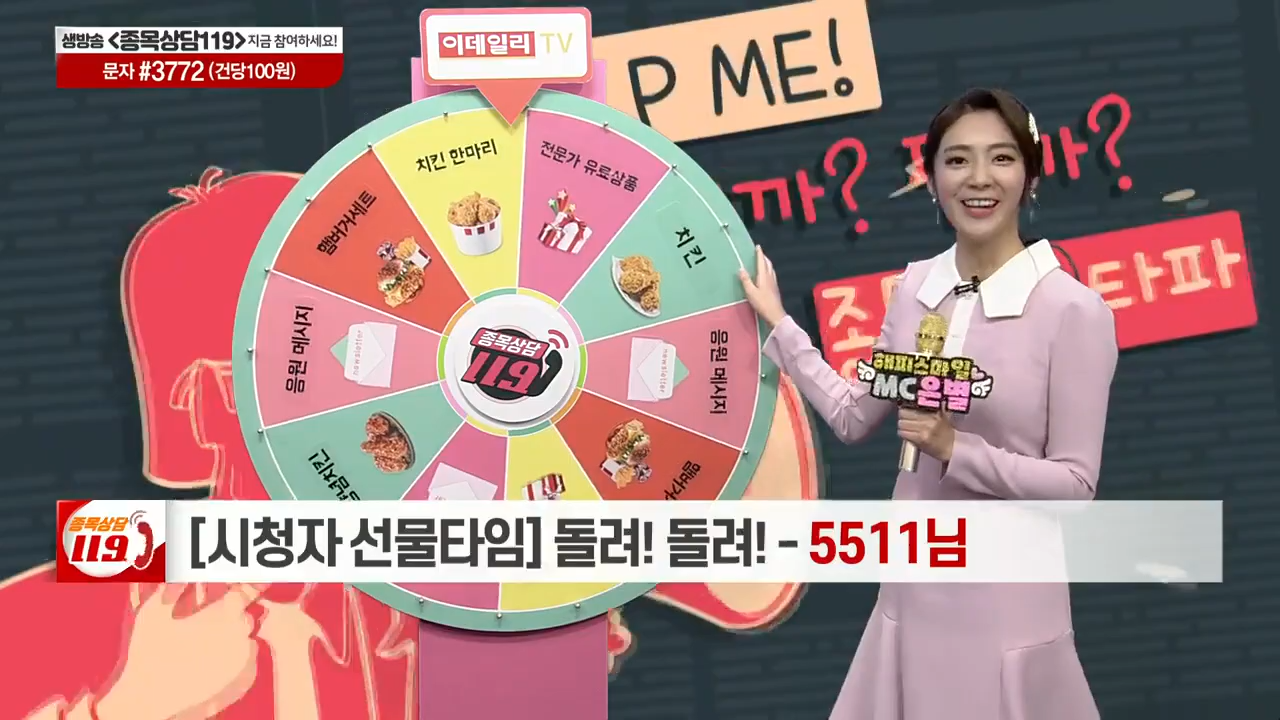 생방송 <종목상담119> 지금 참여하세요!
문자 #3772 (건당100원)
이데일리 TV
P ME!
까?
까?
타파
치킨 한마리
전문가 유료상품
햄버거세트
치킨
응원 메시지
newsletter
응원 메시지
newsletter
종목상담
119
해피스마일
MC은별
종목상담
119
[시청자 선물타임] 돌려! 돌려! - 5511님